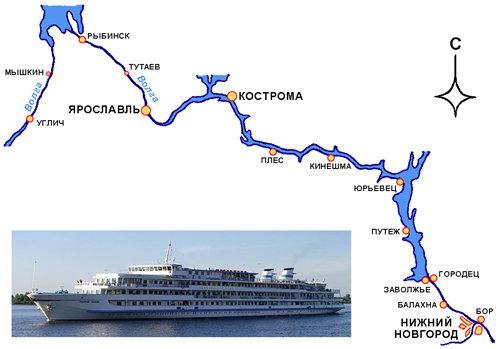 РЫБИНСК
С
МЫШКИН
ТУТАЕВ
Волга
Волга
КОСТРОМА
ЯРОСЛАВЛЬ
УГЛИЧ
ПЛЕС
КИНЕШМА
ЮРЬЕВЕЦ
ПУТЕЖ
ГОРОДЕЦ
ЗАВОЛЖЬЕ
БАЛАХНА
БОР
НИЖНИЙ
НОВГОРОД